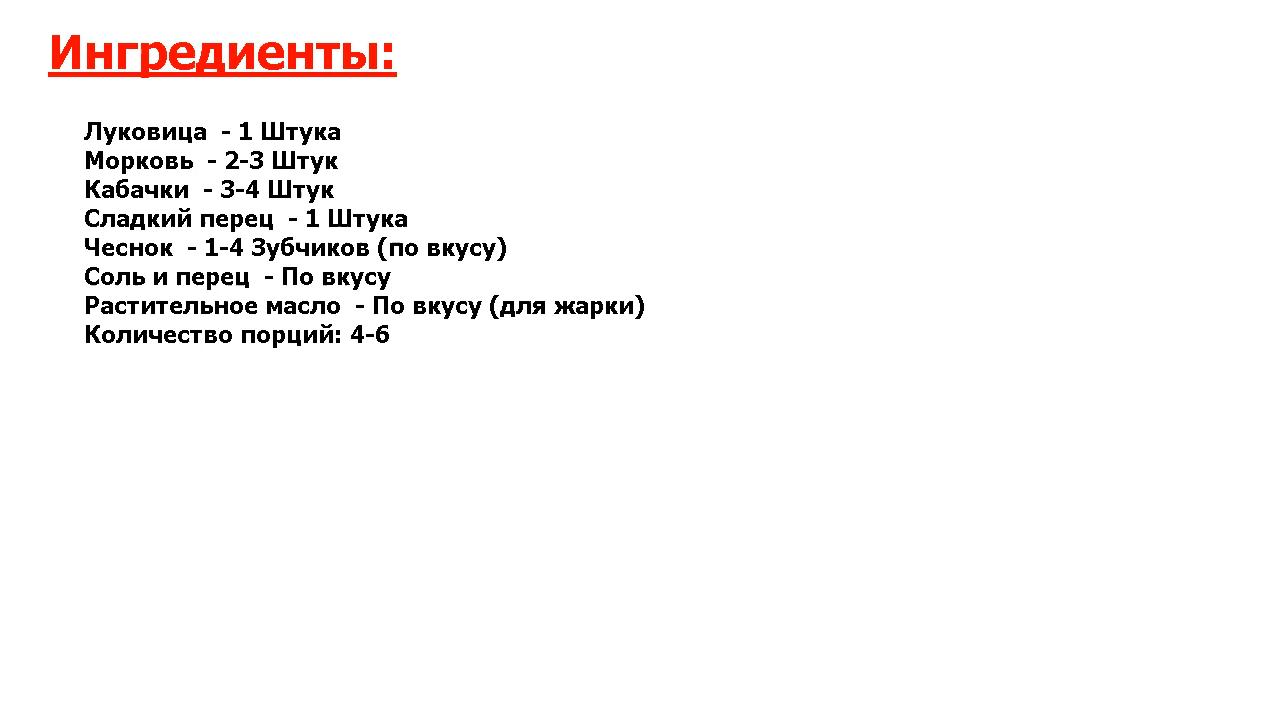 Ингредиенты:
Луковица  - 1 Штука
Морковь  - 2-3 Штук
Кабачки  - 3-4 Штук
Сладкий перец  - 1 Штука
Чеснок  - 1-4 Зубчиков (по вкусу)
Соль и перец  - По вкусу
Растительное масло  - По вкусу (для жарки)
Количество порций: 4-6